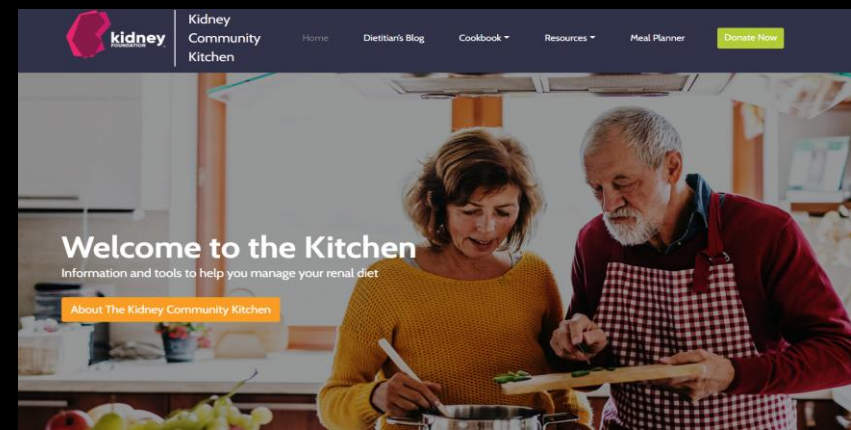 kidney
FOUNDATION
Kidney
Community
Kitchen
Home
Dietitian's Blog
Cookbook
Resources
Meal Planner
Donate Now
Welcome to the Kitchen
Information and tools to help you manage your renal diet
About The Kidney Community Kitchen